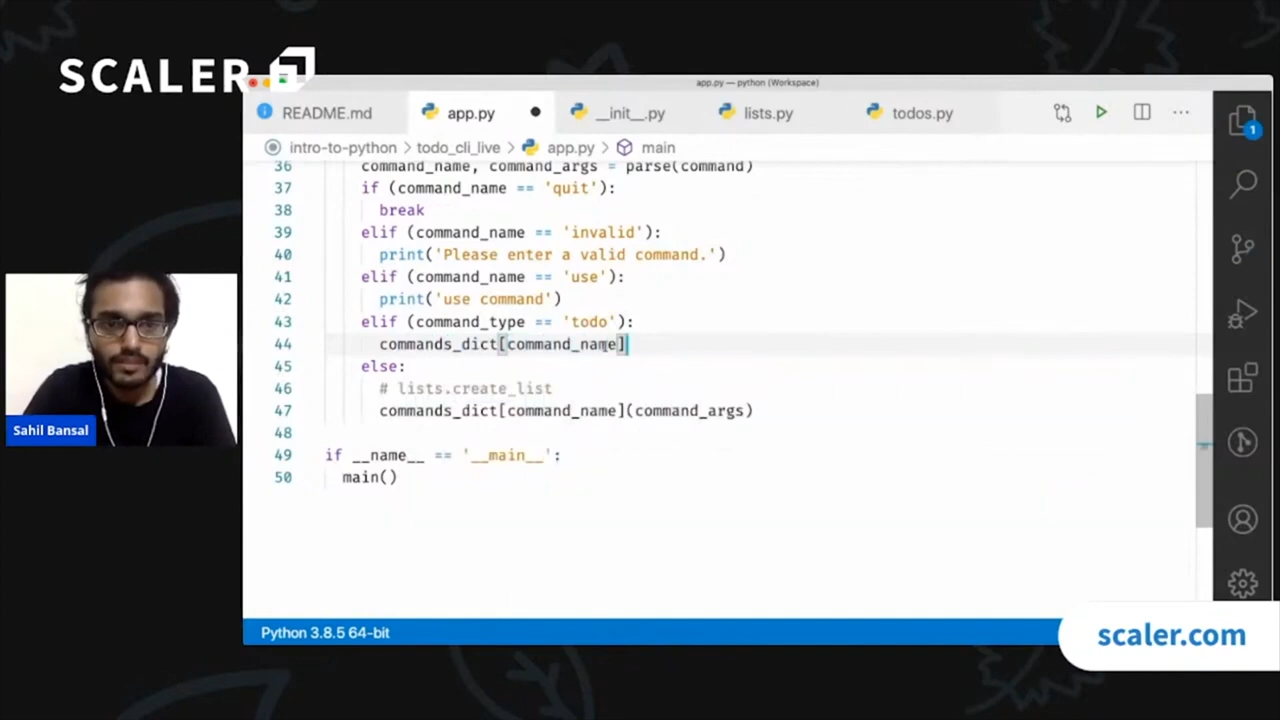 SCALER
app.py — python (Workspace)
README.md
app.py
__init__.py
lists.py
todos.py
intro-to-python > todo_cli_live > app.py > main
36 command_name, command_args = parse(command)
37 if (command_name == 'quit'):
38 break
39 elif (command_name == 'invalid'):
40 print('Please enter a valid command.')
41 elif (command_name == 'use'):
42 print('use command')
43 elif (command_type == 'todo'):
44 commands_dict[command_name]
45 else:
46 # lists.create_list
47 commands_dict[command_name](command_args)
48
49 if __name__ == '__main__':
50 main()
1
Sahil Bansal
Python 3.8.5 64-bit
scaler.com